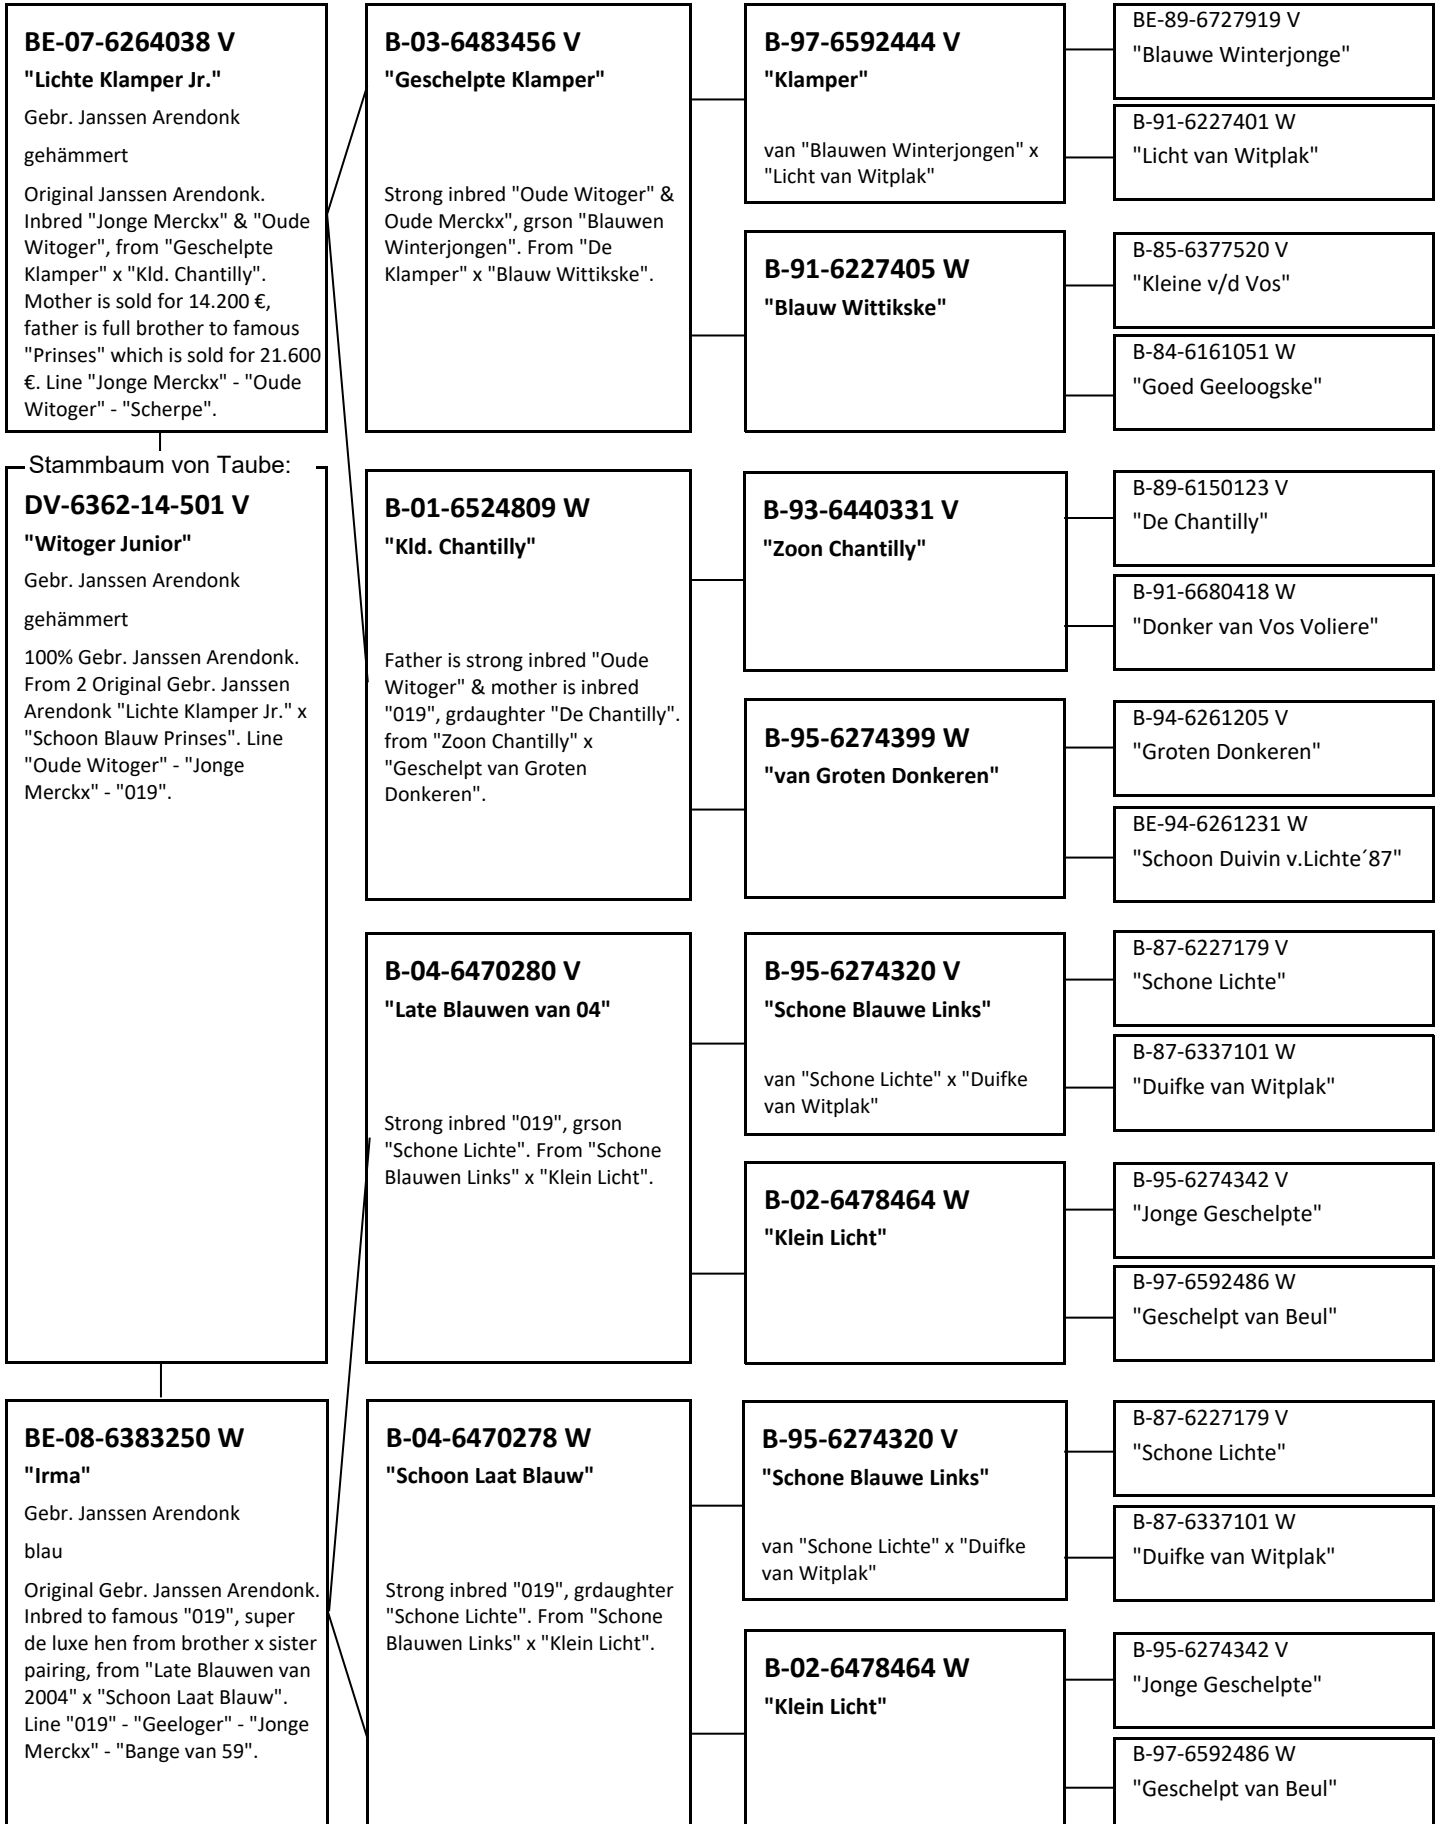 BE-07-6264038 V
"Lichte Klamper Jr."
Gebr. Janssen Arendonk
gehämmert
Original Janssen Arendonk.
Inbred "Jonge Merckx" & "Oude
Witoger", from "Geschelpte
Klamper" x "Kld. Chantilly".
Mother is sold for 14.200 €,
father is full brother to famous
"Prinses" which is sold for 21.600
€. Line "Jonge Merckx" - "Oude
Witoger" - "Scherpe".
Stammbaum von Taube:
DV-6362-14-501 V
"Witoger Junior"
Gebr. Janssen Arendonk
gehämmert
100% Gebr. Janssen Arendonk.
From 2 Original Gebr. Janssen
Arendonk "Lichte Klamper Jr." x
"Schoon Blauw Prinses". Line
"Oude Witoger" - "Jonge
Merckx" - "019".
BE-08-6383250 W
"Irma"
Gebr. Janssen Arendonk
blau
Original Gebr. Janssen Arendonk.
Inbred to famous "019", super
de luxe hen from brother x sister
pairing, from "Late Blauwen van
2004" x "Schoon Laat Blauw".
Line "019" - "Geeloger" - "Jonge
Merckx" - "Bange van 59".
B-03-6483456 V
"Geschelpte Klamper"
Strong inbred "Oude Witoger" &
Oude Merckx", grson "Blauwen
Winterjongen". From "De
Klamper" x "Blauw Wittikske".
B-01-6524809 W
"Kld. Chantilly"
Father is strong inbred "Oude
Witoger" & mother is inbred
"019", grdaughter "De Chantilly".
from "Zoon Chantilly" x
"Geschelpt van Groten
Donkeren".
B-04-6470280 V
"Late Blauwen van 04"
Strong inbred "019", grson
"Schone Lichte". From "Schone
Blauwen Links" x "Klein Licht".
B-04-6470278 W
"Schoon Laat Blauw"
Strong inbred "019", grdaughter
"Schone Lichte". From "Schone
Blauwen Links" x "Klein Licht".
B-97-6592444 V
"Klamper"
van "Blauwen Winterjongen" x
"Licht van Witplak"
B-91-6227405 W
"Blauw Wittikske"
B-93-6440331 V
"Zoon Chantilly"
B-95-6274399 W
"van Groten Donkeren"
B-95-6274320 V
"Schone Blauwe Links"
van "Schone Lichte" x "Duifke
van Witplak"
B-02-6478464 W
"Klein Licht"
B-95-6274320 V
"Schone Blauwe Links"
van "Schone Lichte" x "Duifke
van Witplak"
B-02-6478464 W
"Klein Licht"
BE-89-6727919 V
"Blauwe Winterjonge"
B-91-6227401 W
"Licht van Witplak"
B-85-6377520 V
"Kleine v/d Vos"
B-84-6161051 W
"Goed Geeloogske"
B-89-6150123 V
"De Chantilly"
B-91-6680418 W
"Donker van Vos Voliere"
B-94-6261205 V
"Groten Donkeren"
BE-94-6261231 W
"Schoon Duivin v.Lichte´87"
B-87-6227179 V
"Schone Lichte"
B-87-6337101 W
"Duifke van Witplak"
B-95-6274342 V
"Jonge Geschelpte"
B-97-6592486 W
"Geschelpt van Beul"
B-87-6227179 V
"Schone Lichte"
B-87-6337101 W
"Duifke van Witplak"
B-95-6274342 V
"Jonge Geschelpte"
B-97-6592486 W
"Geschelpt van Beul"